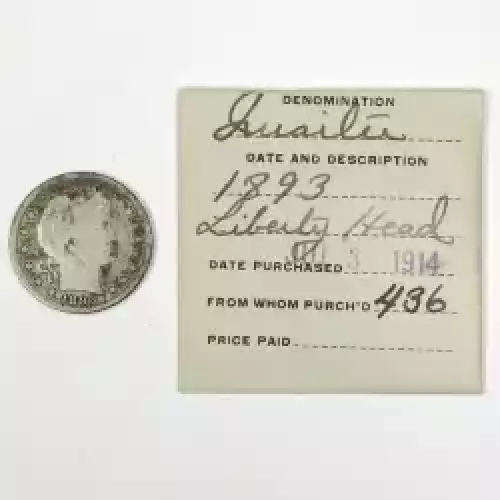 DENOMINATION
Quarter
DATE AND DESCRIPTION
1893
Liberty Head
DATE PURCHASED 3 1914
FROM WHOM PURCH'D 436
PRICE PAID